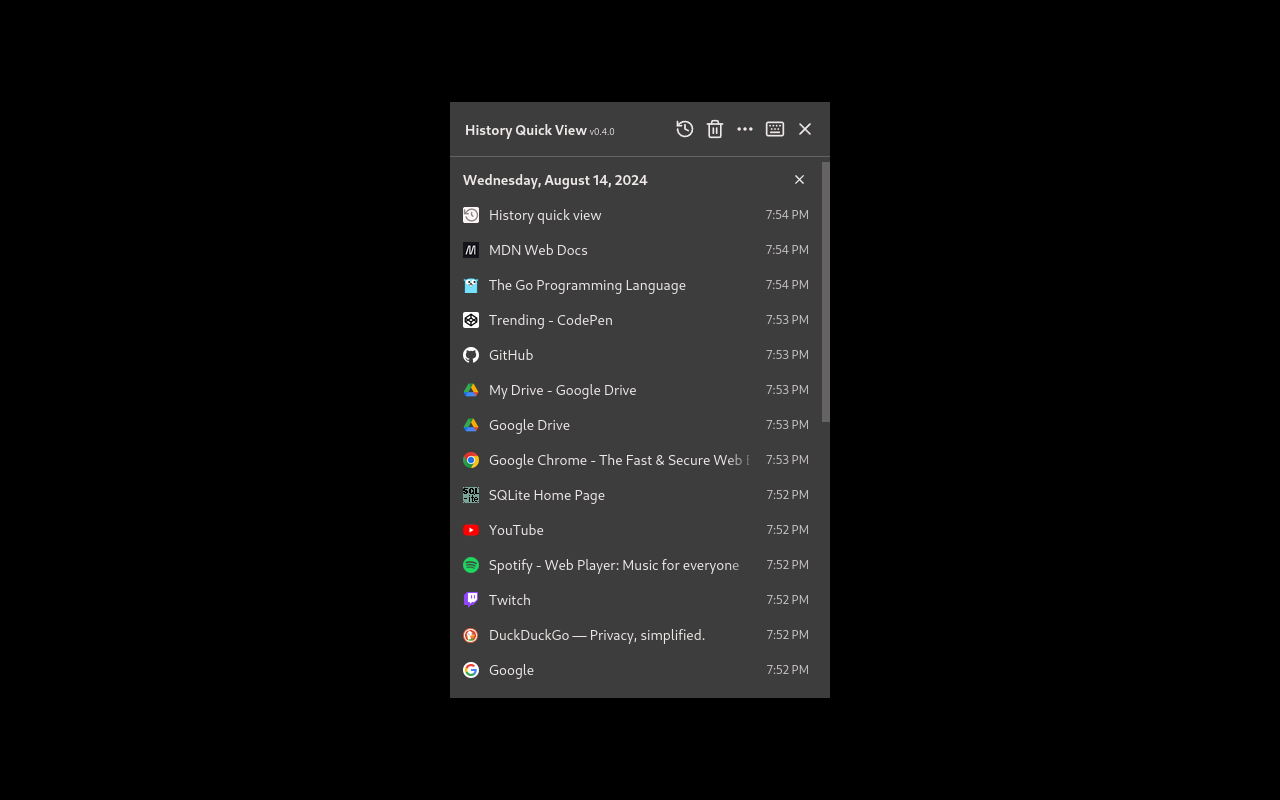 History Quick View v0.4.0
Wednesday, August 14, 2024
History quick view 7:54 PM
MDN Web Docs 7:54 PM
The Go Programming Language 7:54 PM
Trending - CodePen 7:53 PM
GitHub 7:53 PM
My Drive - Google Drive 7:53 PM
Google Drive 7:53 PM
Google Chrome - The Fast & Secure Web 7:53 PM
SQLite Home Page 7:52 PM
YouTube 7:52 PM
Spotify - Web Player: Music for everyone 7:52 PM
Twitch 7:52 PM
DuckDuckGo — Privacy, simplified. 7:52 PM
Google 7:52 PM